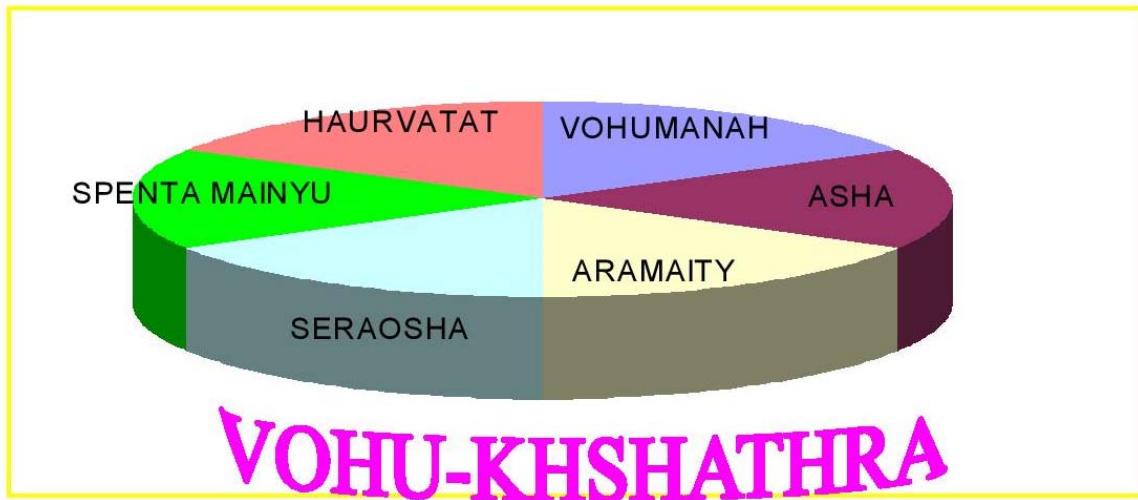 HAURVATAT
VOHUMANAH
SPENTA MAINYU
ASHA
ARAMAITY
SERAOSHA
VOHU-KHSHATHRA